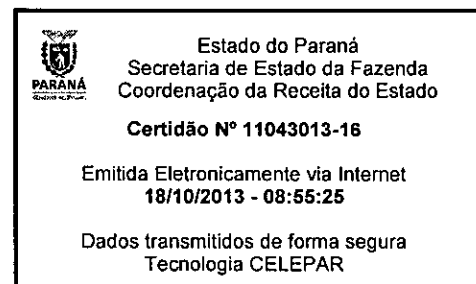 Estado do Paraná
Secretaria de Estado da Fazenda
PARANÁ
Coordenação da Receita do Estado
Certidão Nº 11043013-16
Emitida Eletronicamente via Internet
18/10/2013 - 08:55:25
Dados transmitidos de forma segura
Tecnologia CELEPAR